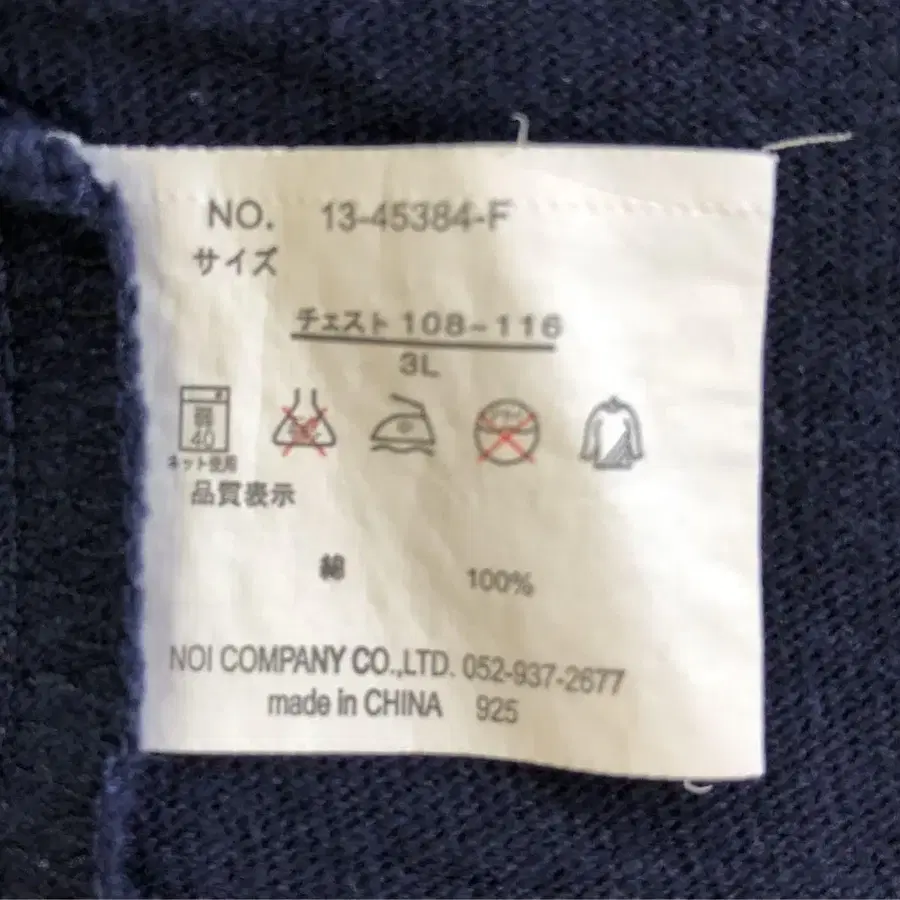 NO. 13-45384-F
サイズ
チェスト 108-116
3L
弱
40
ネット使用
品質表示
綿 100%
NOI COMPANY CO.,LTD. 052-937-2677
made in CHINA 925